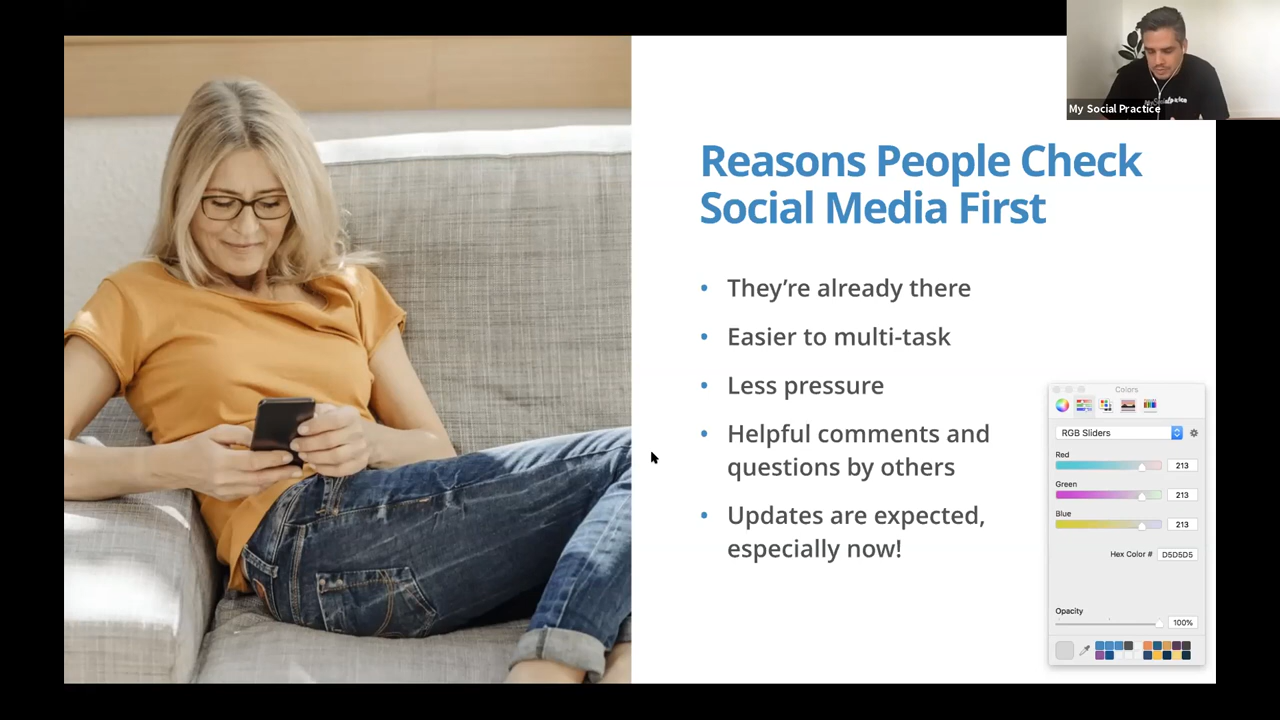 My Social Practice
Reasons People Check
Social Media First
• They’re already there
• Easier to multi-task
• Less pressure
• Helpful comments and
questions by others
• Updates are expected,
especially now!
Colors
RGB Sliders
Red
213
Green
213
Blue
213
Hex Color # D5D5D5
Opacity
100%